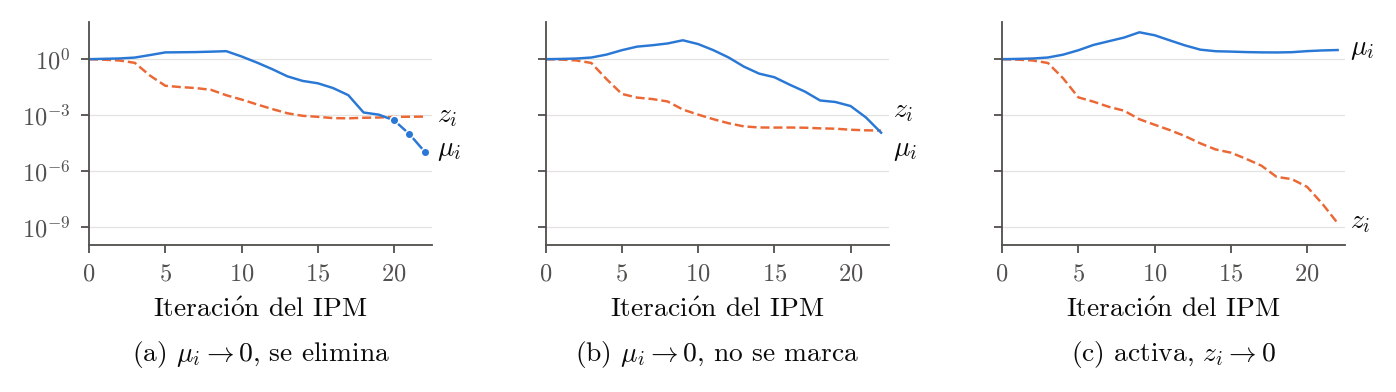 10^0
10^−3
10^−6
10^−9
z_i
μ_i
0 5 10 15 20
Iteración del IPM
(a) μ_i → 0, se elimina
z_i
μ_i
0 5 10 15 20
Iteración del IPM
(b) μ_i → 0, no se marca
μ_i
z_i
0 5 10 15 20
Iteración del IPM
(c) activa, z_i → 0